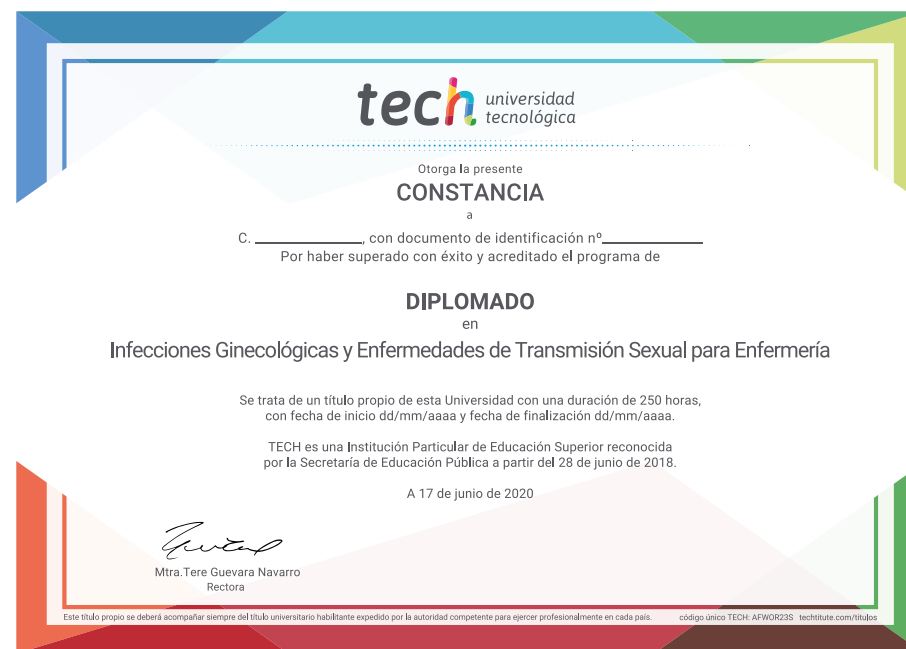 tech universidad
tecnológica
Otorga la presente
CONSTANCIA
a
C. ______________, con documento de identificación nº______________
Por haber superado con éxito y acreditado el programa de
DIPLOMADO
en
Infecciones Ginecológicas y Enfermedades de Transmisión Sexual para Enfermería
Se trata de un título propio de esta Universidad con una duración de 250 horas,
con fecha de inicio dd/mm/aaaa y fecha de finalización dd/mm/aaaa.
TECH es una Institución Particular de Educación Superior reconocida
por la Secretaría de Educación Pública a partir del 28 de junio de 2018.
A 17 de junio de 2020
Mtra.Tere Guevara Navarro
Rectora
Este título propio se deberá acompañar siempre del título universitario habilitante expedido por la autoridad competente para ejercer profesionalmente en cada país. código único TECH: AFWOR23S techtitute.com/titulos